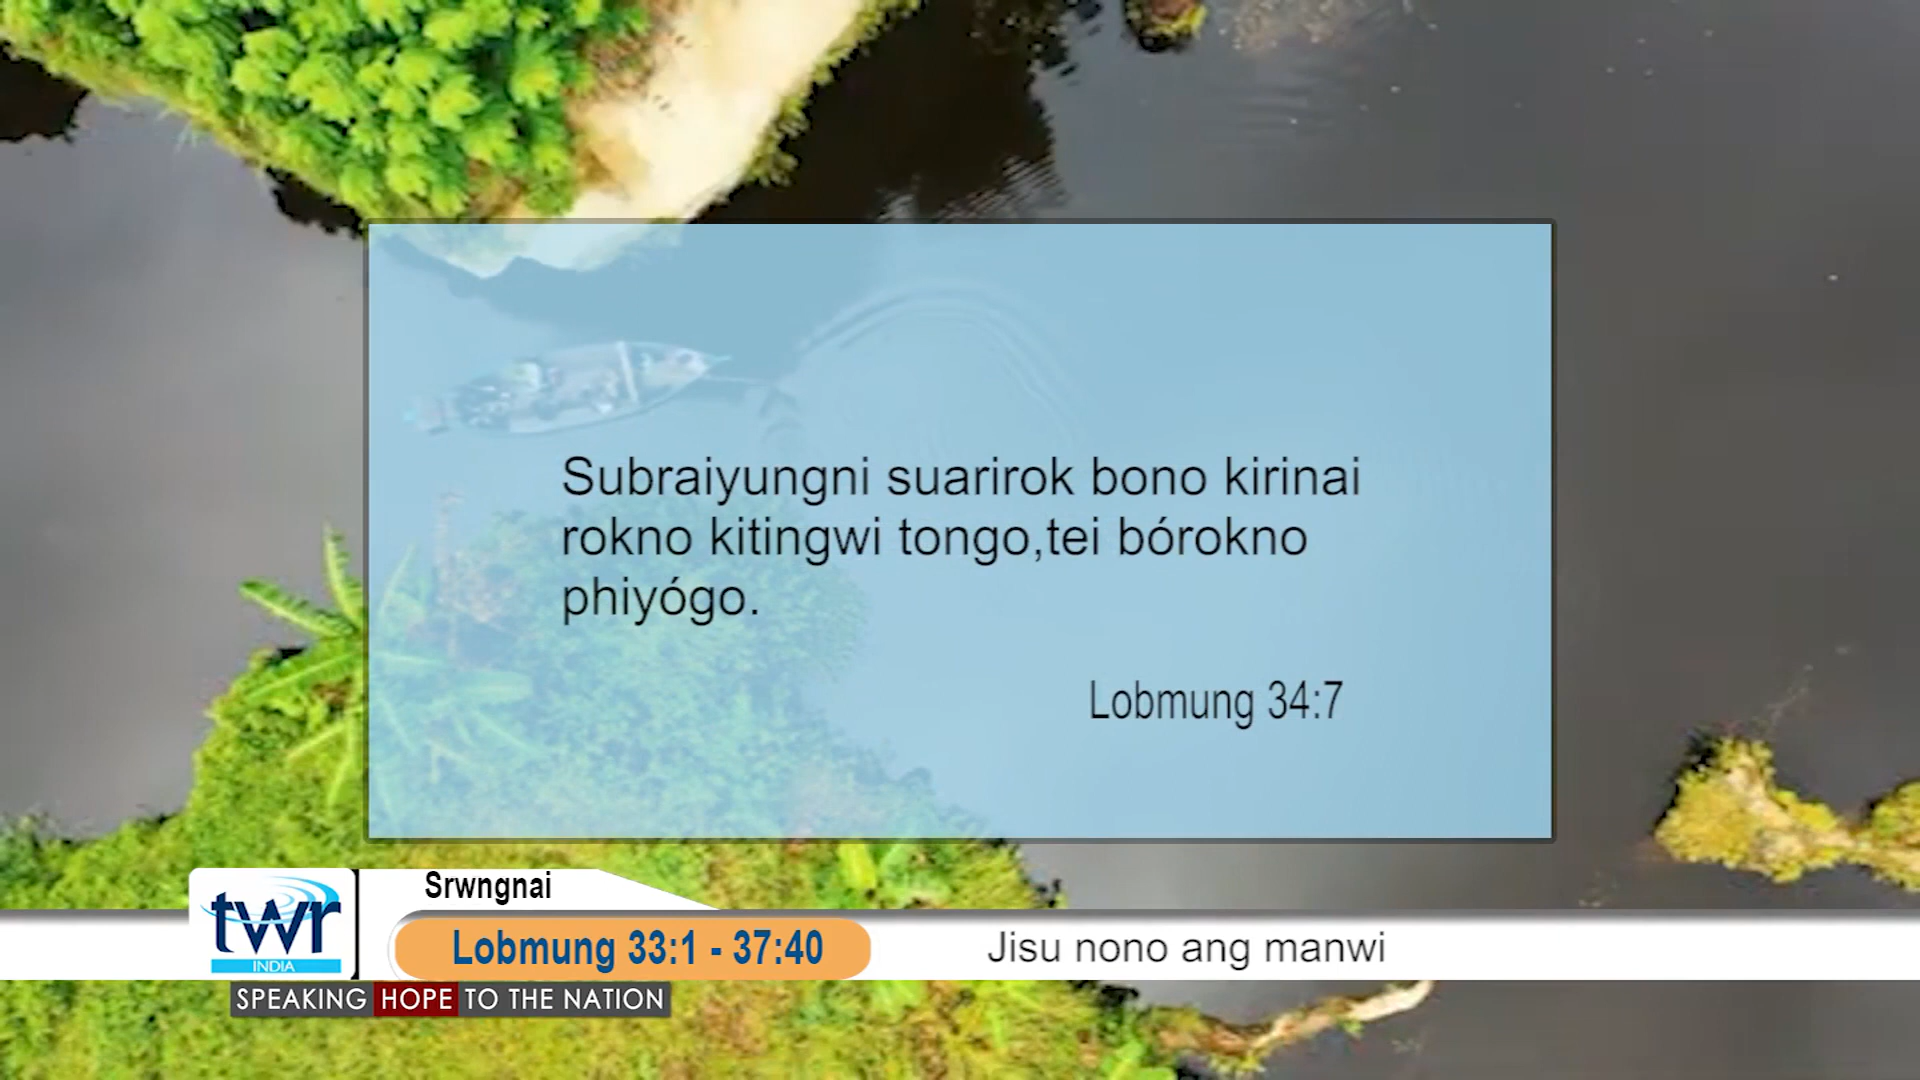 Subraiyungni suarirok bono kirinai
rokno kitingwi tongo,tei bórokno
phiyógo.
Lobmung 34:7
Srwngnai
twr
INDIA
Lobmung 33:1 - 37:40
Jisu nono ang manwi
SPEAKING HOPE TO THE NATION